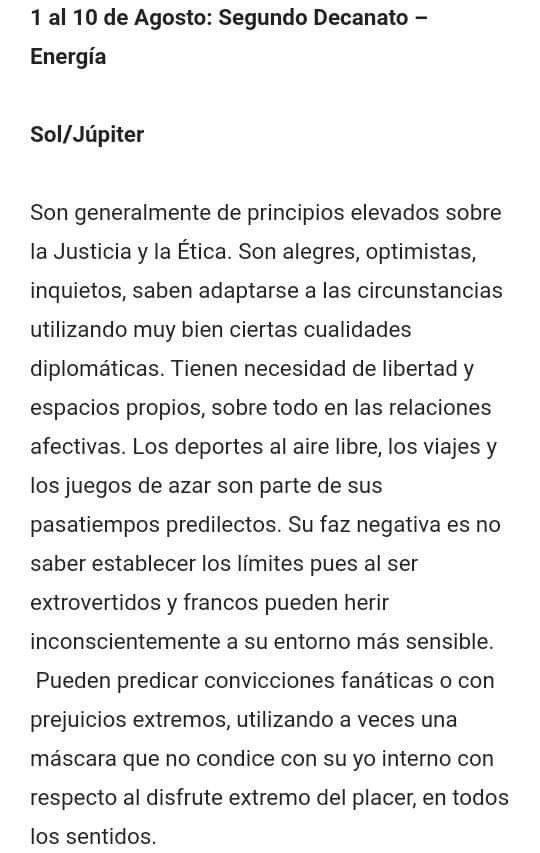 1 al 10 de Agosto: Segundo Decanato –
Energía
Sol/Júpiter
Son generalmente de principios elevados sobre
la Justicia y la Ética. Son alegres, optimistas,
inquietos, saben adaptarse a las circunstancias
utilizando muy bien ciertas cualidades
diplomáticas. Tienen necesidad de libertad y
espacios propios, sobre todo en las relaciones
afectivas. Los deportes al aire libre, los viajes y
los juegos de azar son parte de sus
pasatiempos predilectos. Su faz negativa es no
saber establecer los límites pues al ser
extrovertidos y francos pueden herir
inconscientemente a su entorno más sensible.
Pueden predicar convicciones fanáticas o con
prejuicios extremos, utilizando a veces una
máscara que no condice con su yo interno con
respecto al disfrute extremo del placer, en todos
los sentidos.